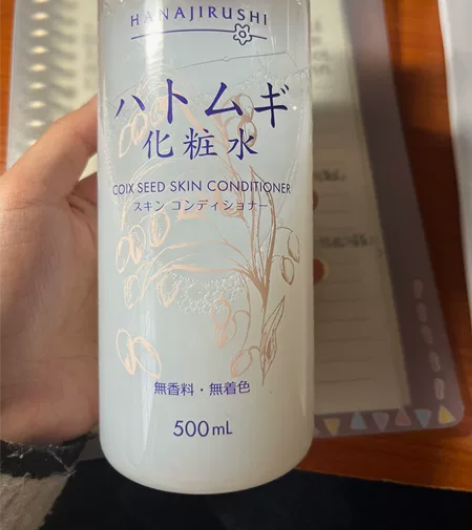 HANAJIRUSHI
ハトムギ
化粧水
COIX SEED SKIN CONDITIONER
スキン コンディショナー
無香料・無着色
500mL